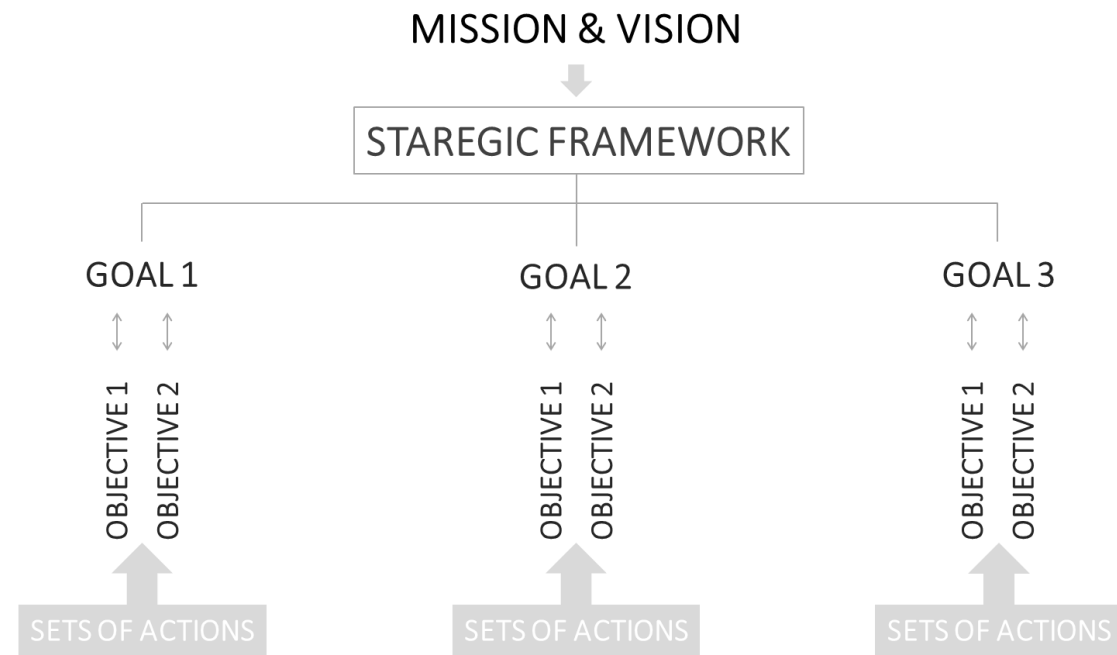 MISSION & VISION
STAREGIC FRAMEWORK
GOAL 1
GOAL 2
GOAL 3
OBJECTIVE 1
OBJECTIVE 2
OBJECTIVE 1
OBJECTIVE 2
OBJECTIVE 1
OBJECTIVE 2
SETS OF ACTIONS
SETS OF ACTIONS
SETS OF ACTIONS